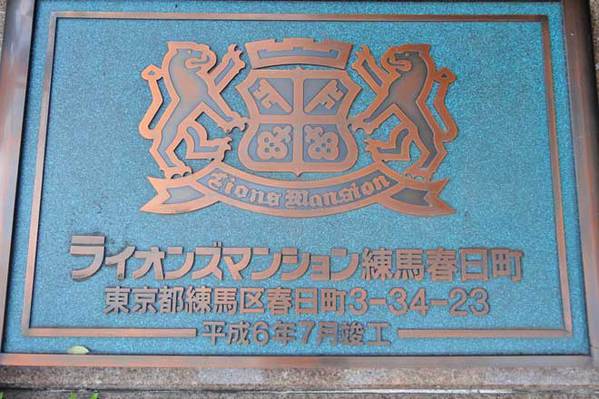 Lions Mansion
ライオンズマンション練馬春日町
東京都練馬区春日町3-34-23
平成6年7月竣工